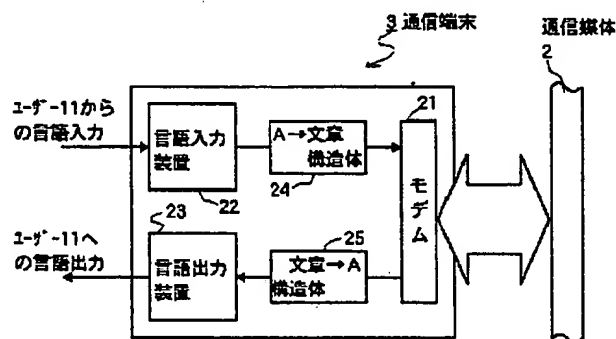 3 通信端末
通信媒体
2
ユーザー11から
の言語入力
言語入力
装置
22
A→文章
構造体
24
21
モデム
ユーザー11へ
の言語出力
23
言語出力
装置
25
文章→A
構造体